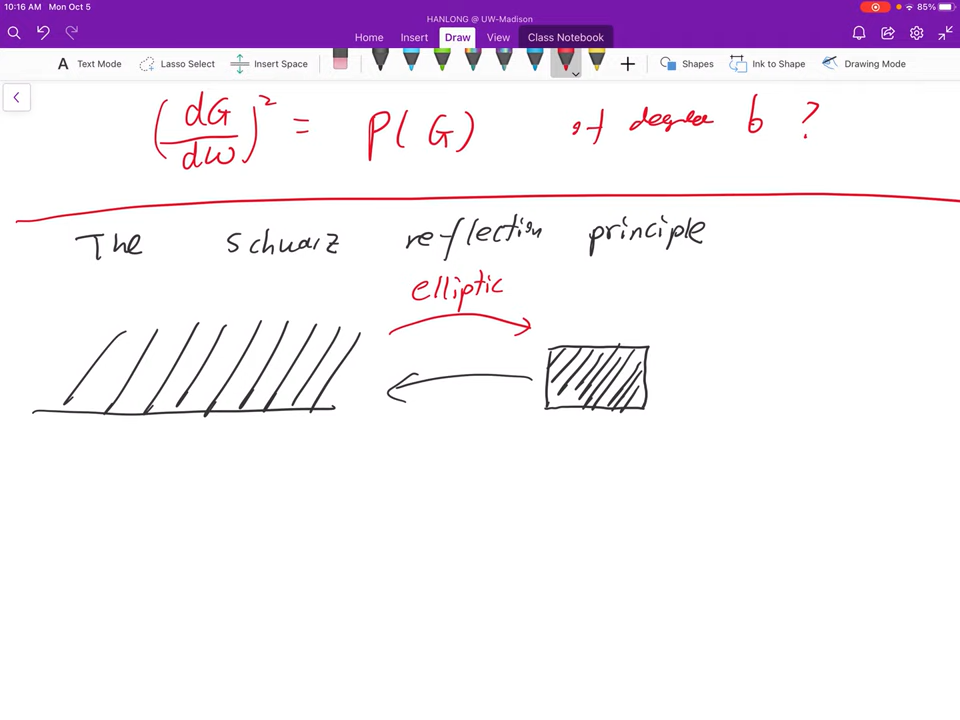 10:16 AM Mon Oct 5
85%
HANLONG @ UW-Madison
Home Insert Draw View Class Notebook
A Text Mode Lasso Select Insert Space Shapes Ink to Shape Drawing Mode
(dG/dw)² = P(G) of degree 6 ?
The Schwarz reflection principle
elliptic